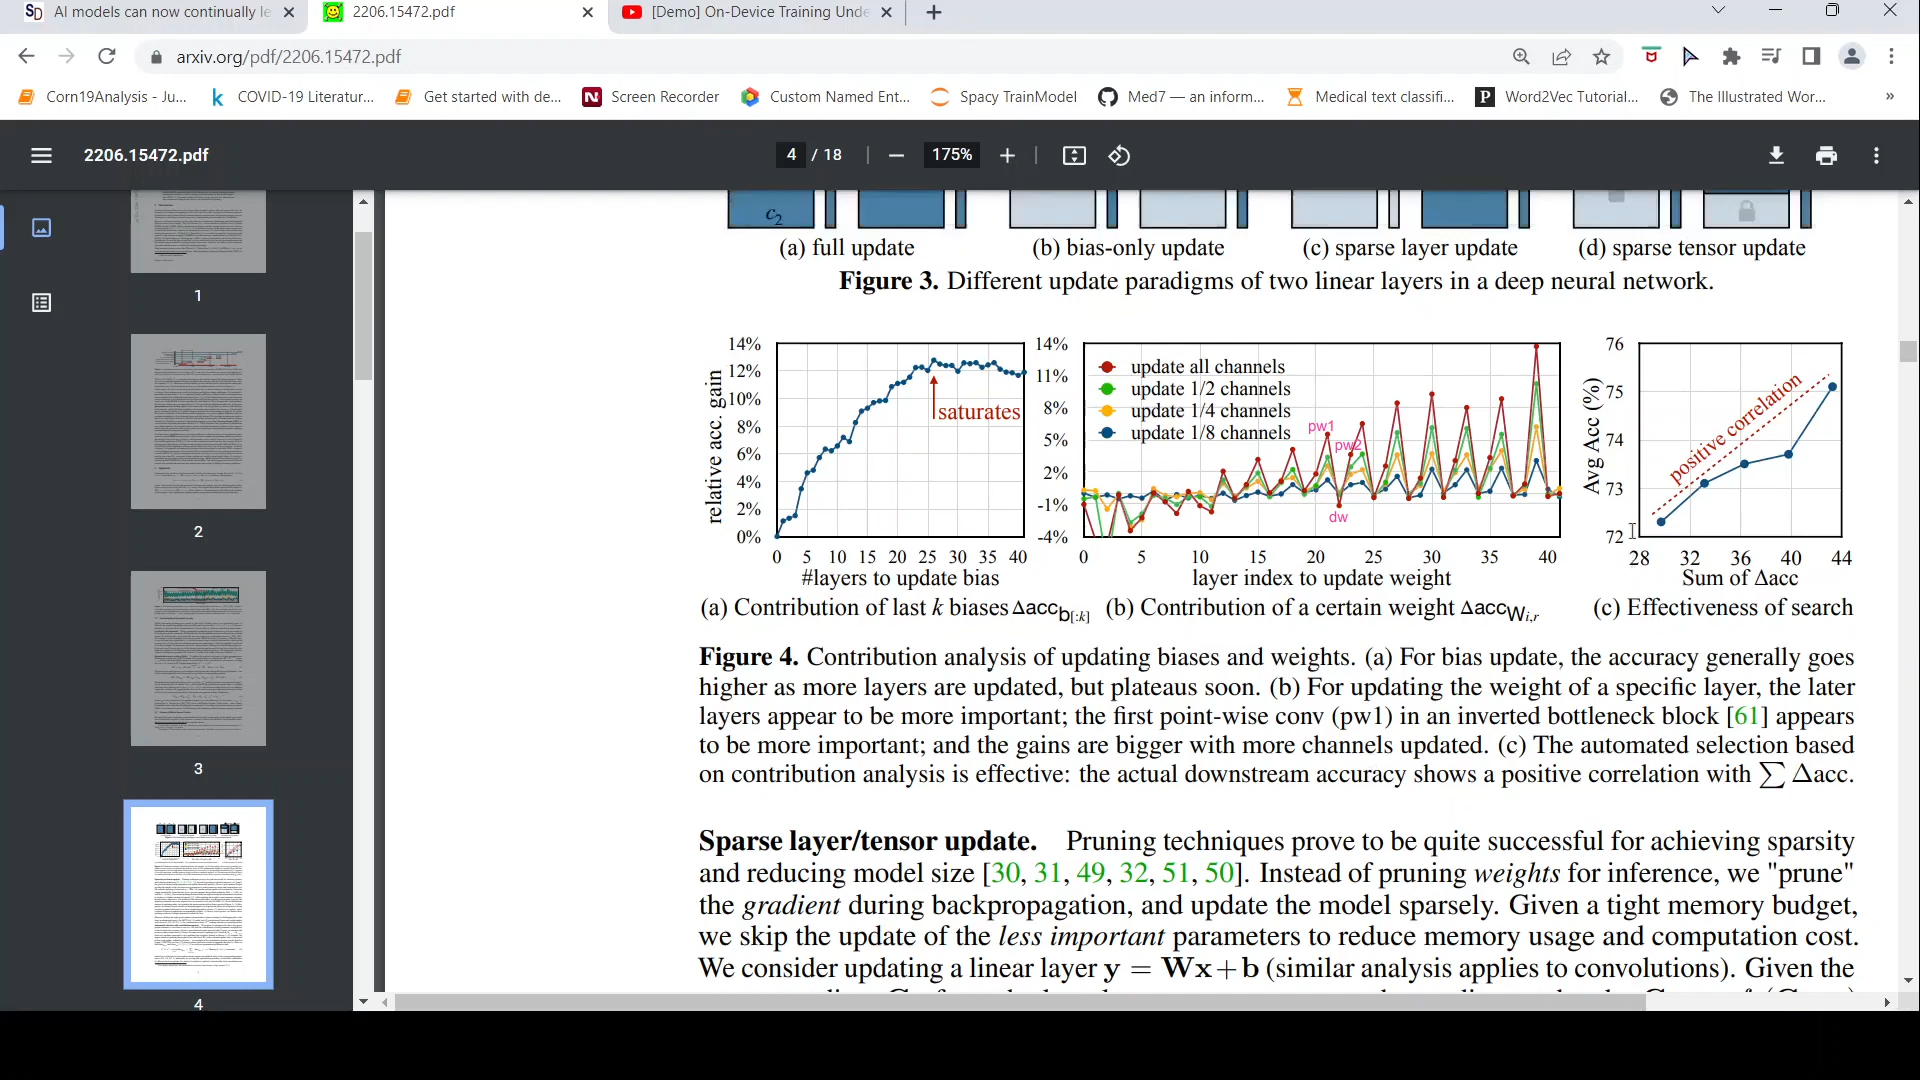 SD AI models can now continually le
2206.15472.pdf
[Demo] On-Device Training Unde
arxiv.org/pdf/2206.15472.pdf
Corn19Analysis - Ju...
COVID-19 Literatur...
Get started with de...
Screen Recorder
Custom Named Ent...
Spacy TrainModel
Med7 — an inform...
Medical text classifi...
Word2Vec Tutorial...
The Illustrated Wor...
»
2206.15472.pdf
4 / 18
175%
1
2
3
4
c2
(a) full update
(b) bias-only update
(c) sparse layer update
(d) sparse tensor update
Figure 3. Different update paradigms of two linear layers in a deep neural network.
relative acc. gain
14%
12%
10%
8%
6%
4%
2%
0%
saturates
0 5 10 15 20 25 30 35 40
#layers to update bias
(a) Contribution of last k biases Δacc_b[:k]
14%
11%
8%
5%
2%
-1%
-4%
update all channels
update 1/2 channels
update 1/4 channels
update 1/8 channels
pw1
pw2
dw
0 5 10 15 20 25 30 35 40
layer index to update weight
(b) Contribution of a certain weight Δacc_Wi,r
Avg Acc (%)
76
75
74
73
72
positive correlation
28 32 36 40 44
Sum of Δacc
(c) Effectiveness of search
Figure 4. Contribution analysis of updating biases and weights. (a) For bias update, the accuracy generally goes
higher as more layers are updated, but plateaus soon. (b) For updating the weight of a specific layer, the later
layers appear to be more important; the first point-wise conv (pw1) in an inverted bottleneck block [61] appears
to be more important; and the gains are bigger with more channels updated. (c) The automated selection based
on contribution analysis is effective: the actual downstream accuracy shows a positive correlation with ∑ Δacc.
Sparse layer/tensor update. Pruning techniques prove to be quite successful for achieving sparsity
and reducing model size [30, 31, 49, 32, 51, 50]. Instead of pruning weights for inference, we "prune"
the gradient during backpropagation, and update the model sparsely. Given a tight memory budget,
we skip the update of the less important parameters to reduce memory usage and computation cost.
We consider updating a linear layer y = Wx+b (similar analysis applies to convolutions). Given the